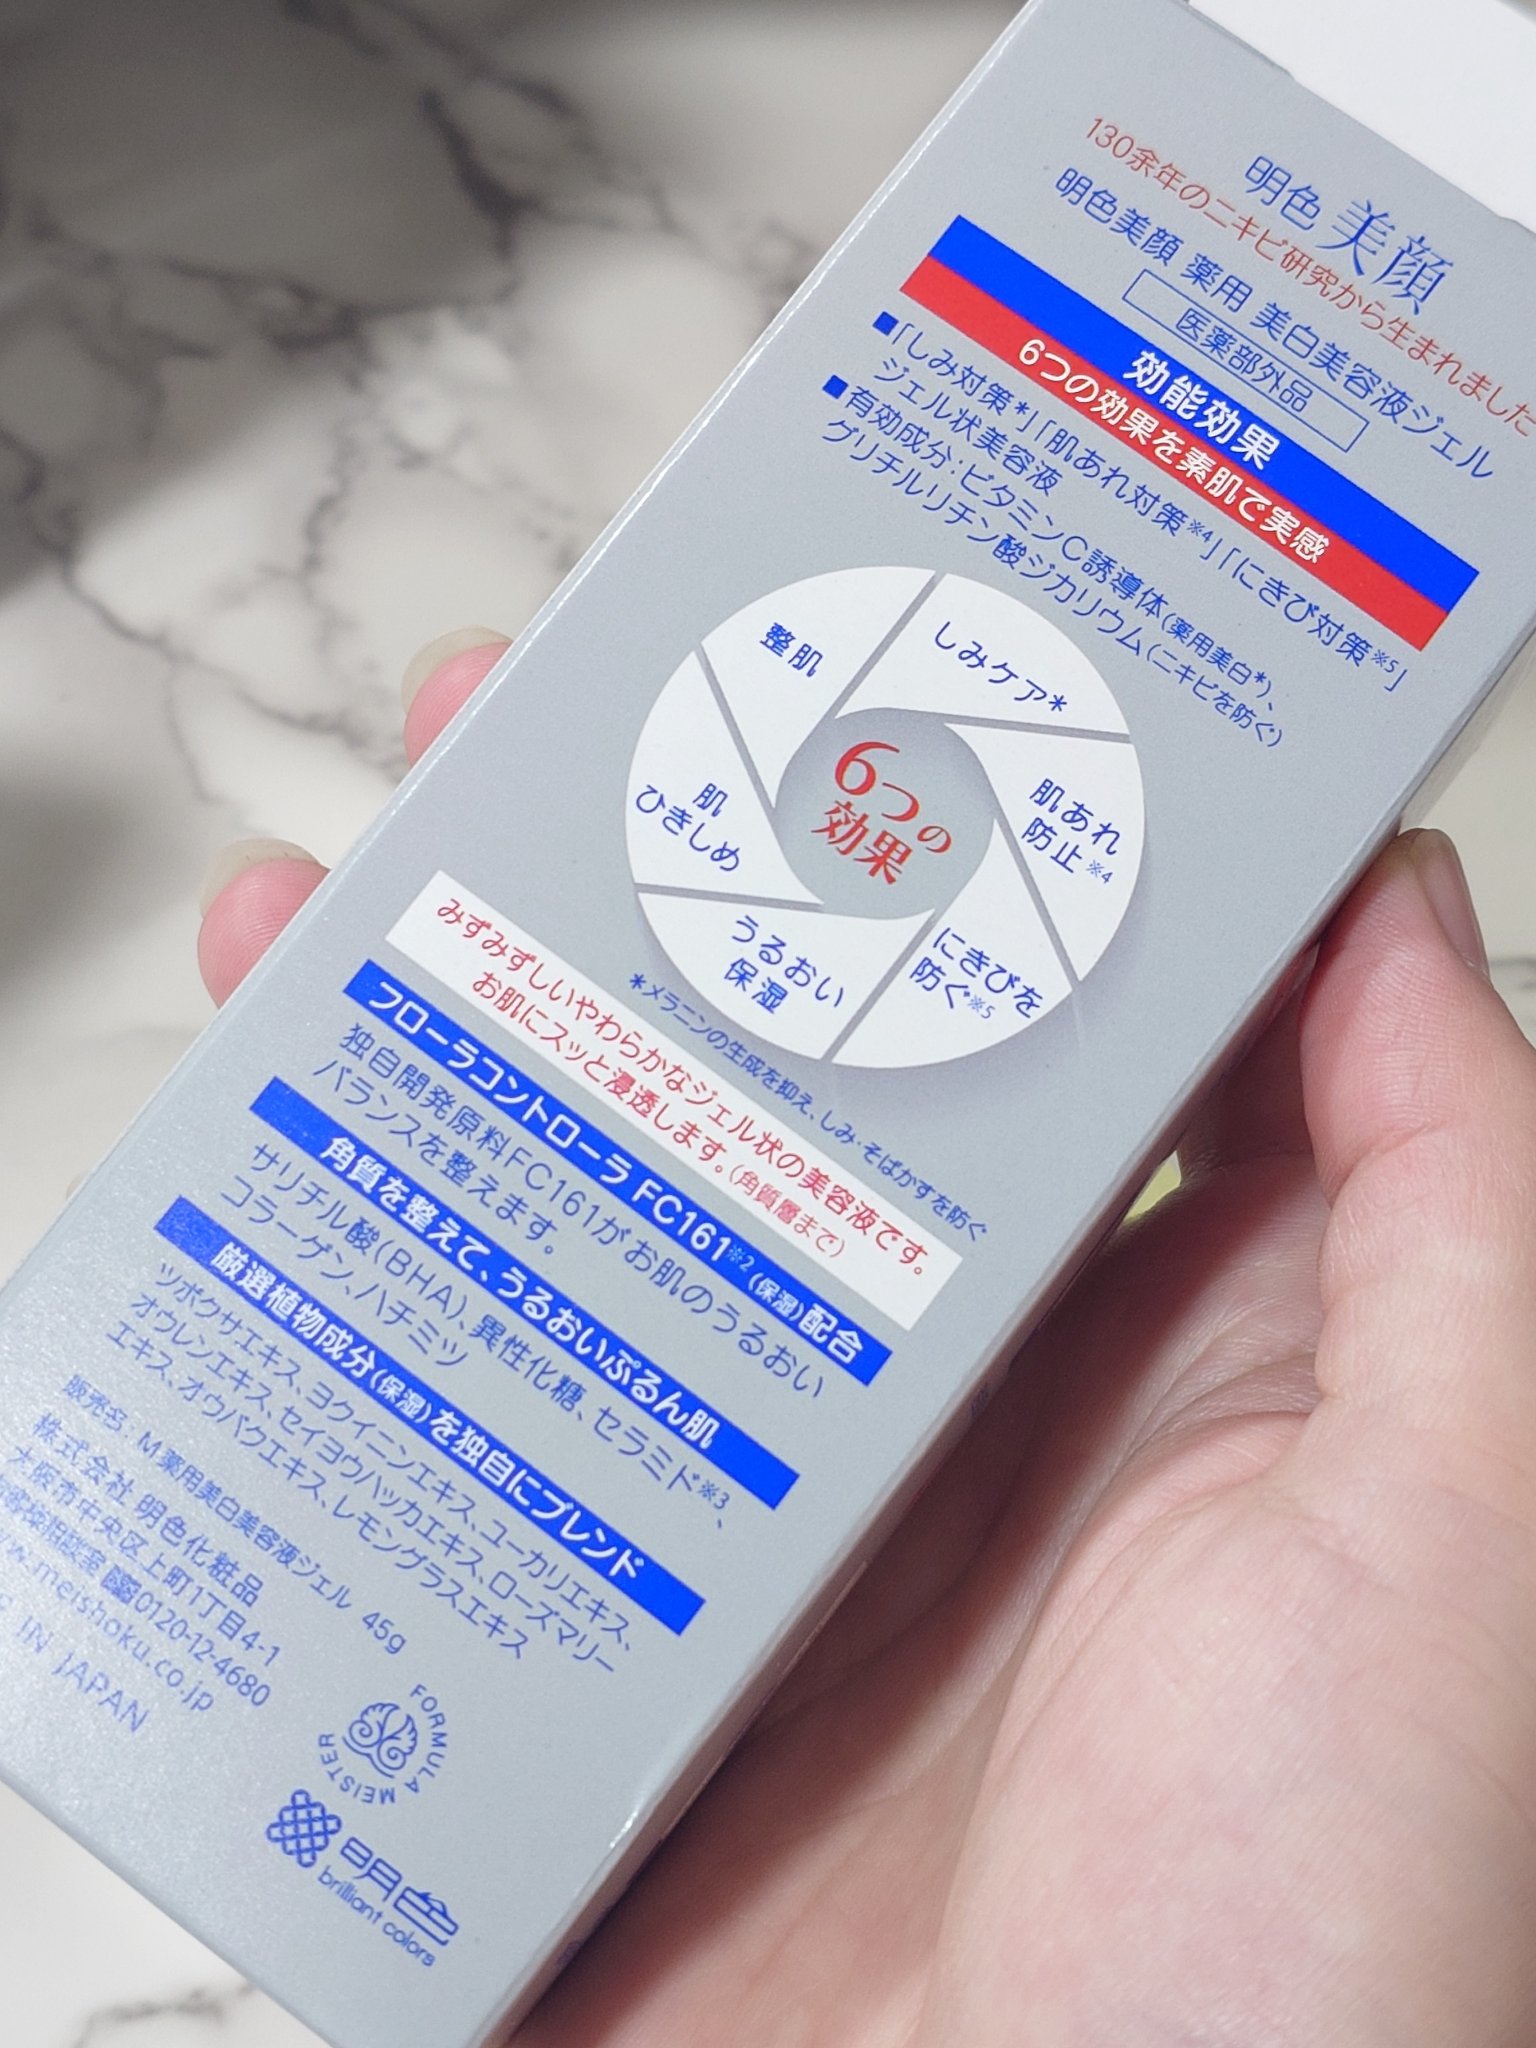 明色 美顔
130余年のニキビ研究から生まれました
明色美顔 薬用 美白美容液ジェル
医薬部外品
効能効果
6つの効果を素肌で実感
■「しみ対策*」「肌あれ対策※4」「にきび対策※5」
ジェル状美容液
■有効成分：ビタミンC誘導体(薬用美白*)、
グリチルリチン酸ジカリウム(ニキビを防ぐ)
しみケア*
肌あれ
防止※4
にきびを
防ぐ※5
うるおい
保湿
肌
ひきしめ
整肌
6つの
効果
*メラニンの生成を抑え、しみ・そばかすを防ぐ
みずみずしいやわらかなジェル状の美容液です。
お肌にスッと浸透します。(角質層まで)
フローラコントローラ FC161※2(保湿)配合
独自開発原料FC161がお肌のうるおい
バランスを整えます。
角質を整えて、うるおいぷるん肌
サリチル酸(BHA)、異性化糖、セラミド※3、
コラーゲン、ハチミツ
厳選植物成分(保湿)を独自にブレンド
ツボクサエキス、ヨクイニンエキス、ユーカリエキス、
オウレンエキス、セイヨウハッカエキス、ローズマリー
エキス、オウバクエキス、レモングラスエキス
販売名：M薬用美白美容液ジェル 45g
株式会社 明色化粧品
大阪市中央区上町1丁目4-1
客様相談室 0120-12-4680
w.meishoku.co.jp
IN JAPAN
FORMULA MEISTER
明色
brilliant colors